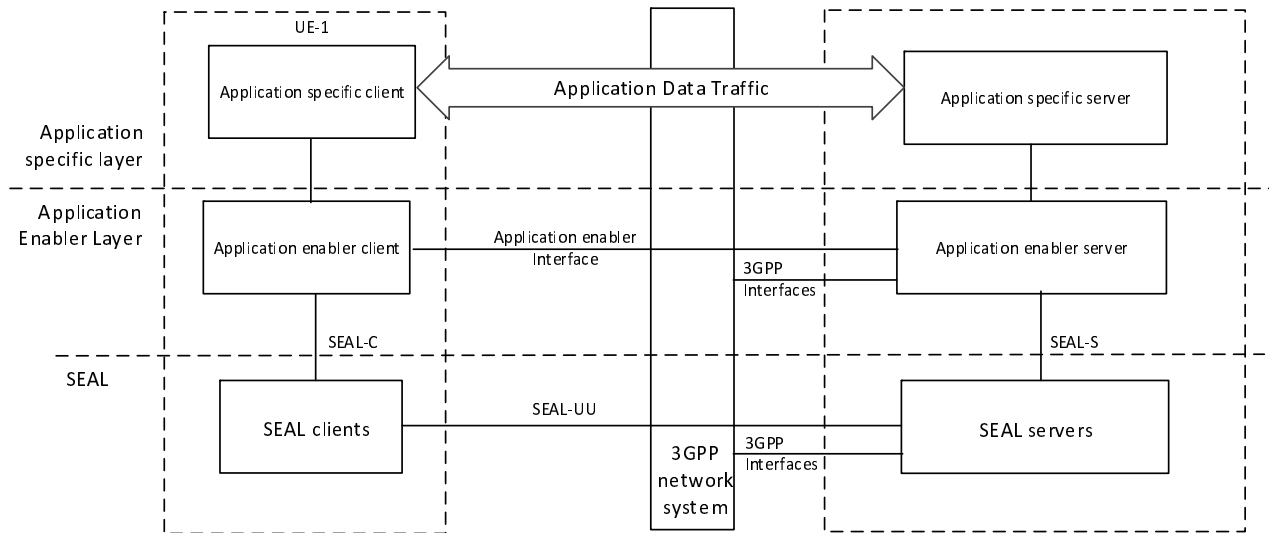 UE-1
Application specific client
Application Data Traffic
Application specific server
Application
specific layer
Application
Enabler Layer
Application enabler client
Application enabler
Interface
Application enabler server
3GPP
Interfaces
SEAL-C
SEAL-S
SEAL
SEAL clients
SEAL-UU
SEAL servers
3GPP
Interfaces
3GPP
network
system